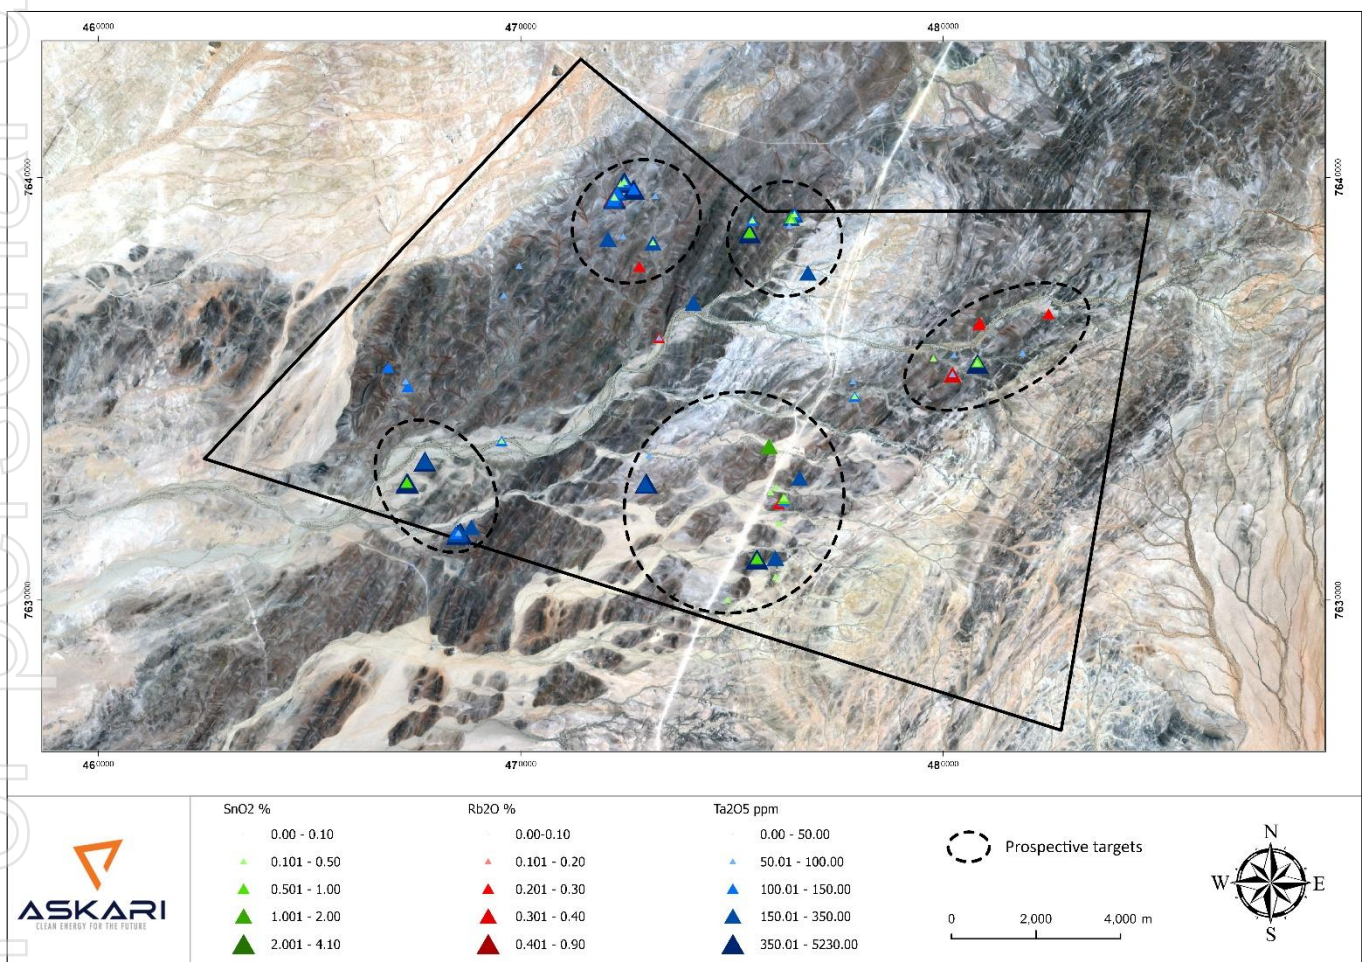 460000 470000 480000
7640000 7640000
7630000 7630000
460000 470000 480000
SnO2 % Rb2O % Ta2O5 ppm
0.00 - 0.10 0.00-0.10 0.00 - 50.00
0.101 - 0.50 0.101 - 0.20 50.01 - 100.00
0.501 - 1.00 0.201 - 0.30 100.01 - 150.00
1.001 - 2.00 0.301 - 0.40 150.01 - 350.00
2.001 - 4.10 0.401 - 0.90 350.01 - 5230.00
Prospective targets
ASKARI
CLEAN ENERGY FOR THE FUTURE
0 2,000 4,000 m
N
W E
S